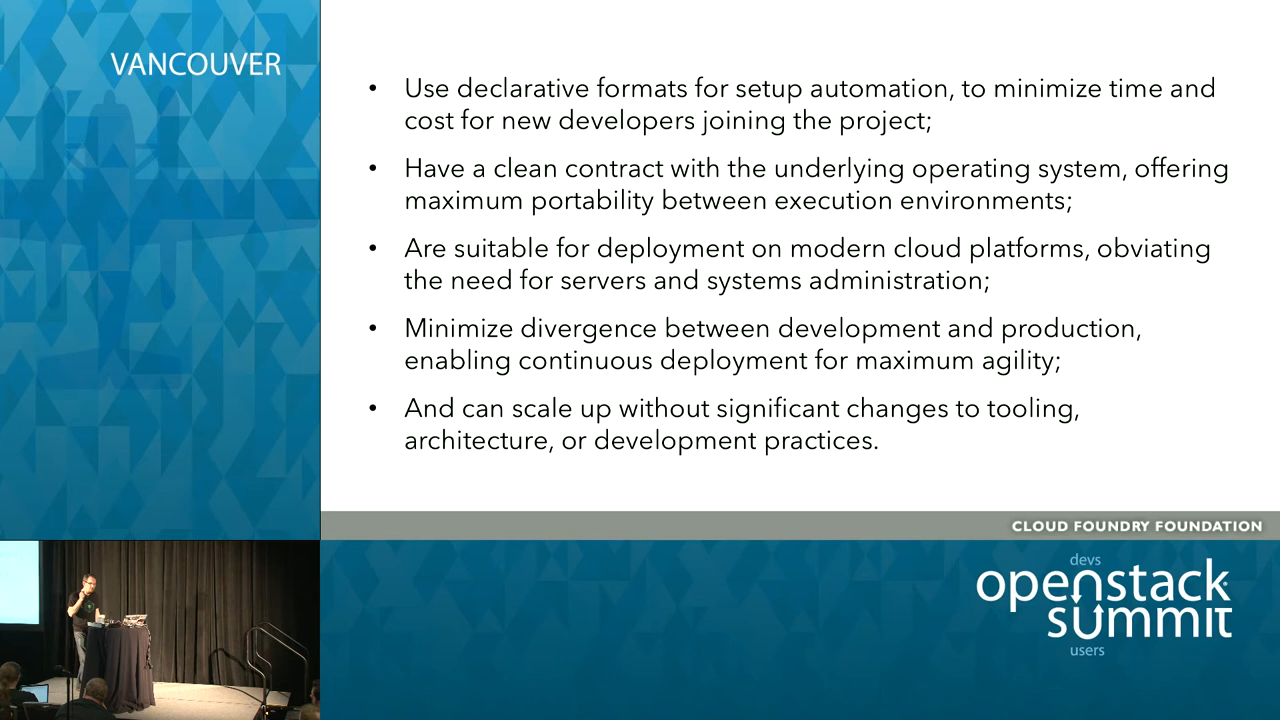 VANCOUVER
• Use declarative formats for setup automation, to minimize time and
cost for new developers joining the project;
• Have a clean contract with the underlying operating system, offering
maximum portability between execution environments;
• Are suitable for deployment on modern cloud platforms, obviating
the need for servers and systems administration;
• Minimize divergence between development and production,
enabling continuous deployment for maximum agility;
• And can scale up without significant changes to tooling,
architecture, or development practices.
CLOUD FOUNDRY FOUNDATION
devs
openstack
summit
users